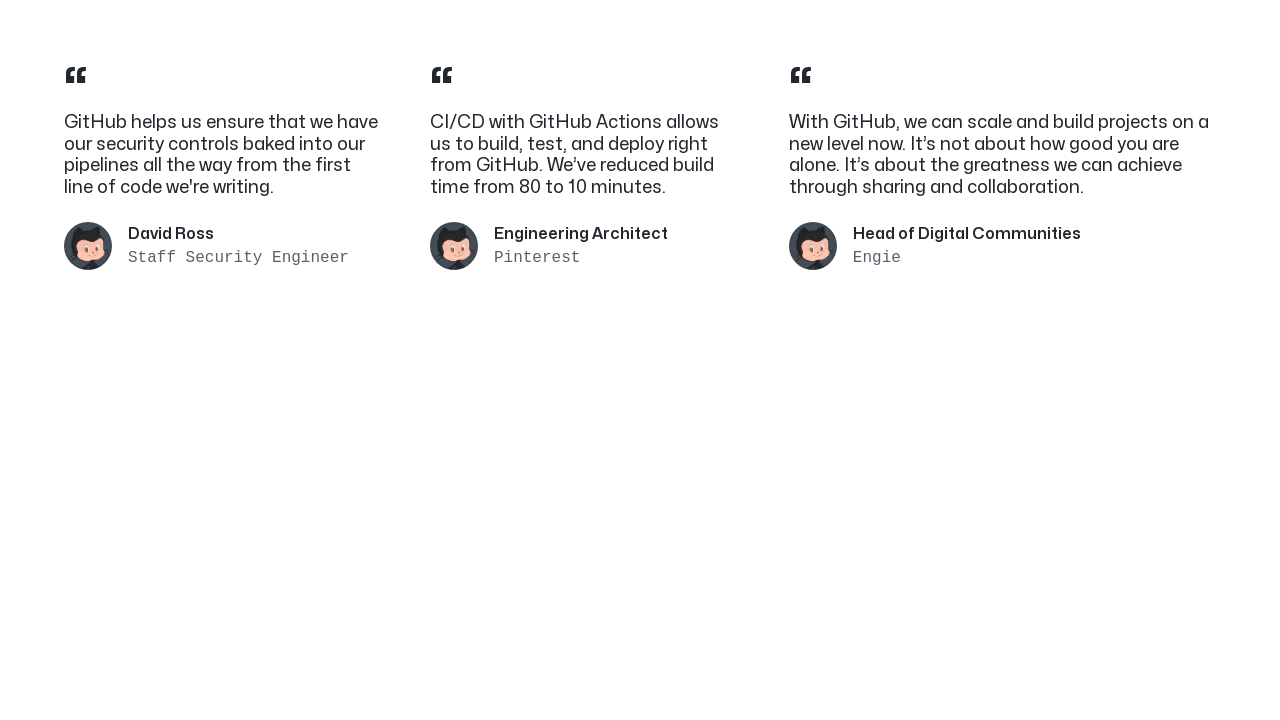 “
GitHub helps us ensure that we have
our security controls baked into our
pipelines all the way from the first
line of code we're writing.
David Ross
Staff Security Engineer
“
CI/CD with GitHub Actions allows
us to build, test, and deploy right
from GitHub. We’ve reduced build
time from 80 to 10 minutes.
Engineering Architect
Pinterest
“
With GitHub, we can scale and build projects on a
new level now. It’s not about how good you are
alone. It’s about the greatness we can achieve
through sharing and collaboration.
Head of Digital Communities
Engie